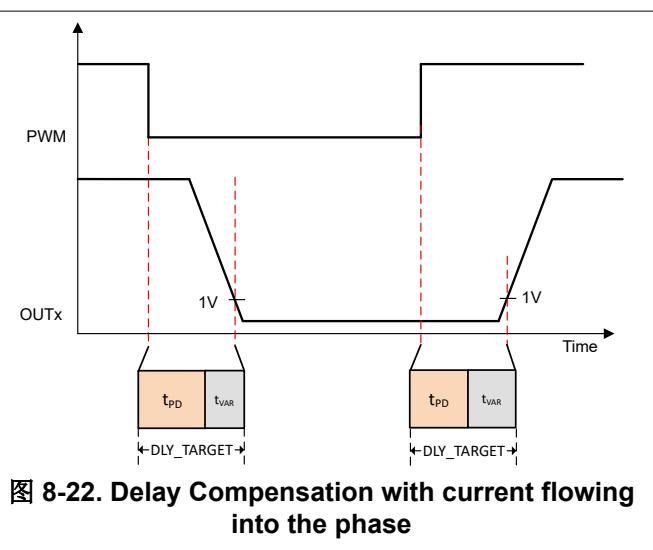 PWM
1V
1V
OUTx
Time
tPD tVAR
tPD tVAR
DLY_TARGET
DLY_TARGET
图 8-22. Delay Compensation with current flowing
into the phase